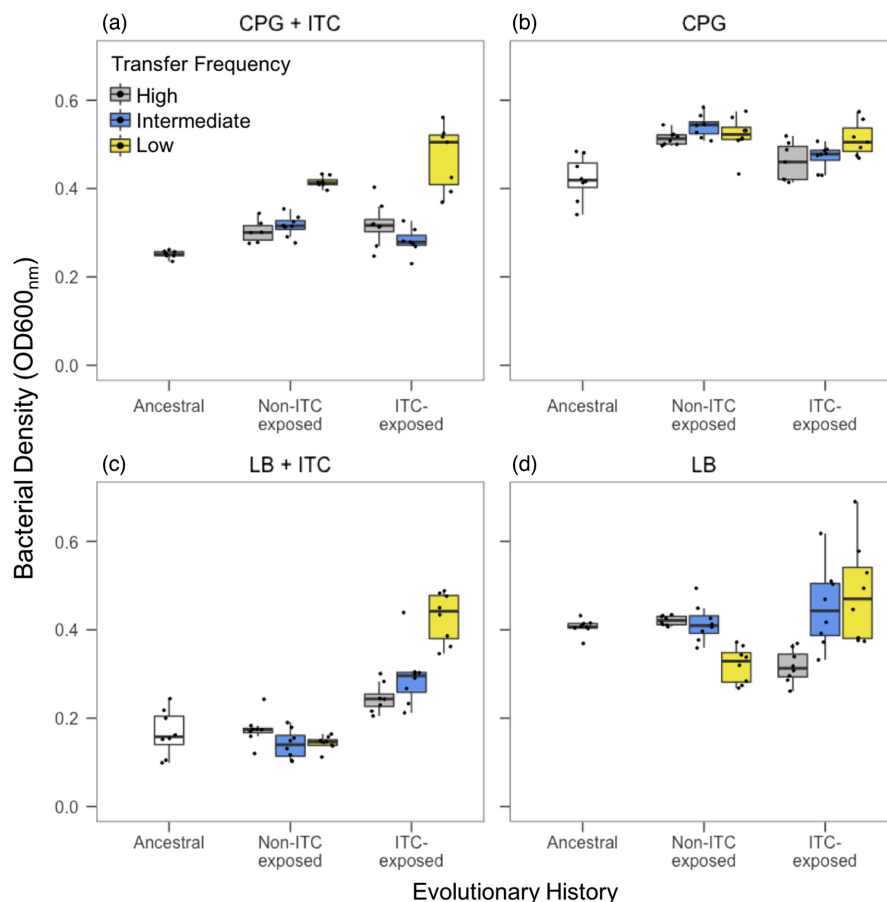 (a) CPG + ITC
(b) CPG
Transfer Frequency
High
Intermediate
Low
0.6
0.4
0.2
0.0
Ancestral Non-ITC exposed ITC-exposed
Ancestral Non-ITC exposed ITC-exposed
(c) LB + ITC
(d) LB
0.6
0.4
0.2
0.0
Ancestral Non-ITC exposed ITC-exposed
Ancestral Non-ITC exposed ITC-exposed
Bacterial Density (OD600nm)
Evolutionary History